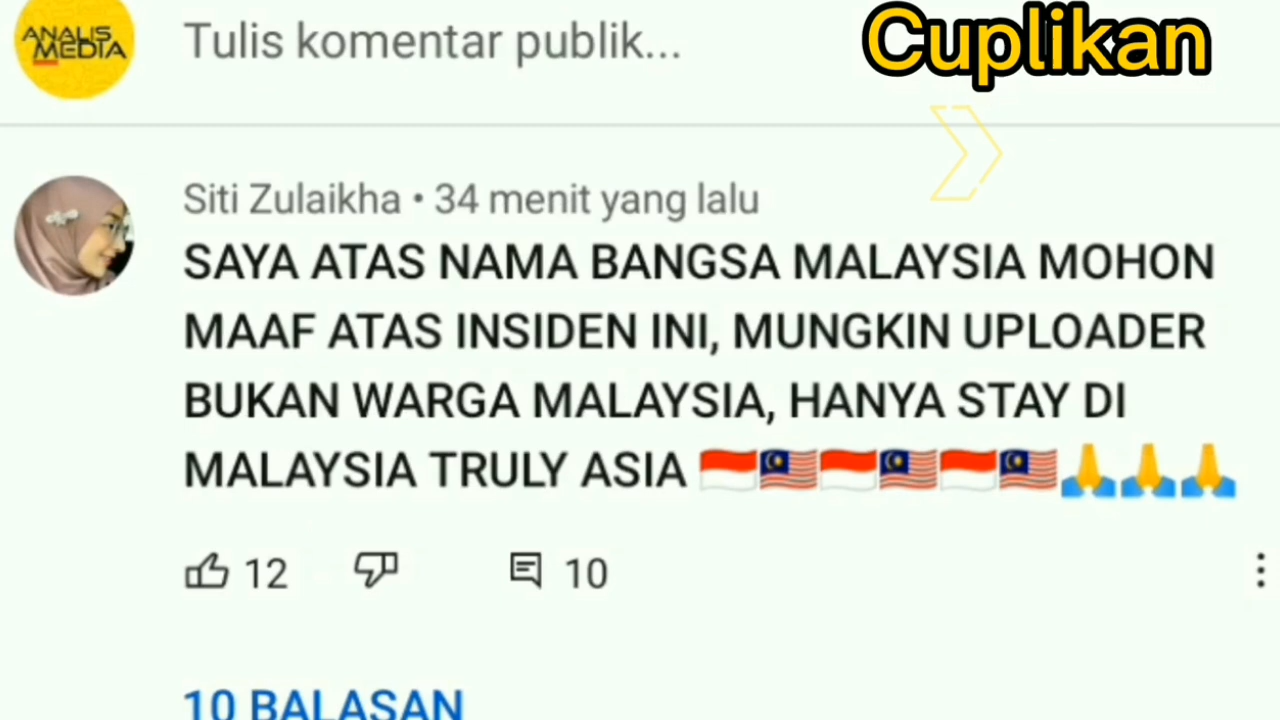 ANALIS
MEDIA
Tulis komentar publik...
Cuplikan
Siti Zulaikha • 34 menit yang lalu
SAYA ATAS NAMA BANGSA MALAYSIA MOHON
MAAF ATAS INSIDEN INI, MUNGKIN UPLOADER
BUKAN WARGA MALAYSIA, HANYA STAY DI
MALAYSIA TRULY ASIA 🇮🇩🇲🇾🇮🇩🇲🇾🇮🇩🇲🇾🙏🙏🙏
12
10
10 BALASAN